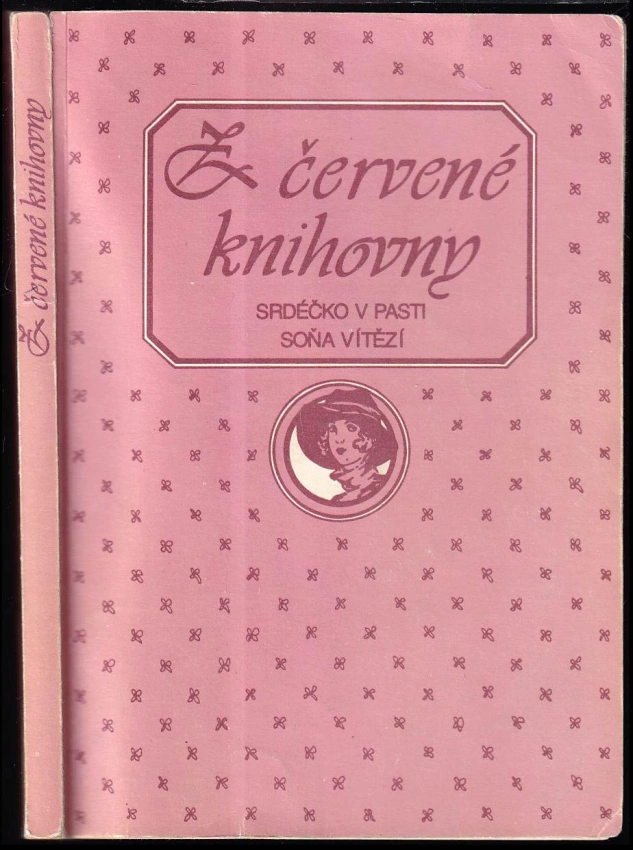 Z červené knihovny
Z červené
knihovny
SRDÉČKO V PASTI
SOŇA VÍTĚZÍ